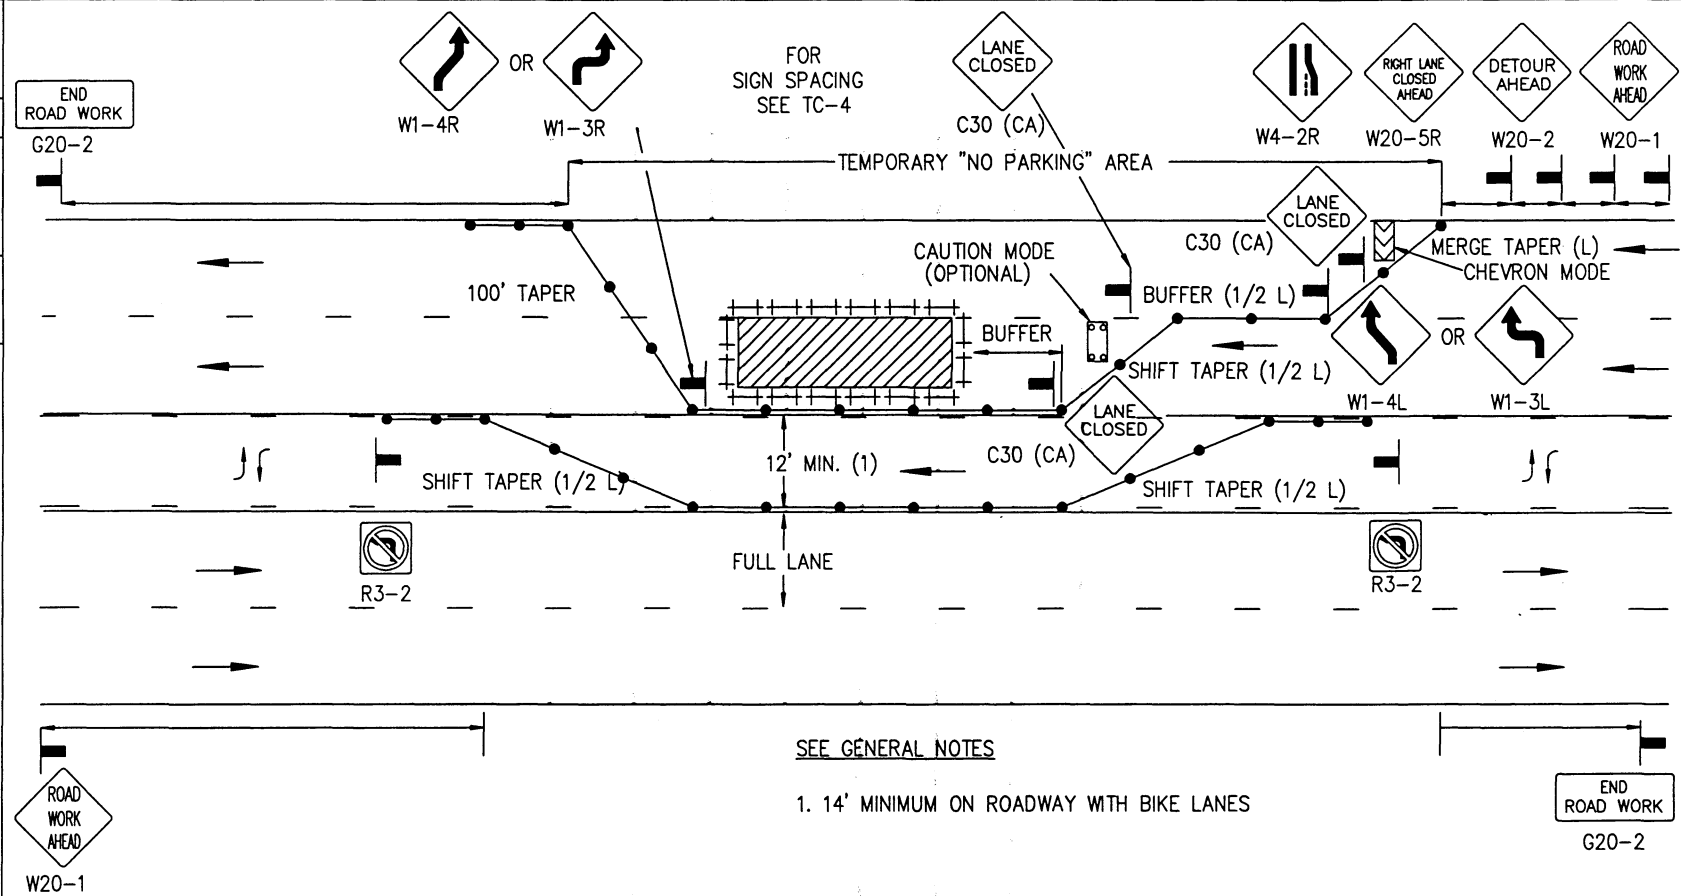 END
ROAD WORK
G20-2
W1-4R
OR
W1-3R
FOR
SIGN SPACING
SEE TC-4
LANE
CLOSED
C30 (CA)
W4-2R
RIGHT LANE
CLOSED
AHEAD
W20-5R
DETOUR
AHEAD
W20-2
ROAD
WORK
AHEAD
W20-1
TEMPORARY "NO PARKING" AREA
LANE
CLOSED
C30 (CA)
MERGE TAPER (L)
CHEVRON MODE
CAUTION MODE
(OPTIONAL)
100' TAPER
BUFFER (1/2 L)
BUFFER
OR
SHIFT TAPER (1/2 L)
W1-4L
W1-3L
LANE
CLOSED
C30 (CA)
12' MIN. (1)
SHIFT TAPER (1/2 L)
SHIFT TAPER (1/2 L)
R3-2
FULL LANE
R3-2
SEE GENERAL NOTES
1. 14' MINIMUM ON ROADWAY WITH BIKE LANES
ROAD
WORK
AHEAD
W20-1
END
ROAD WORK
G20-2